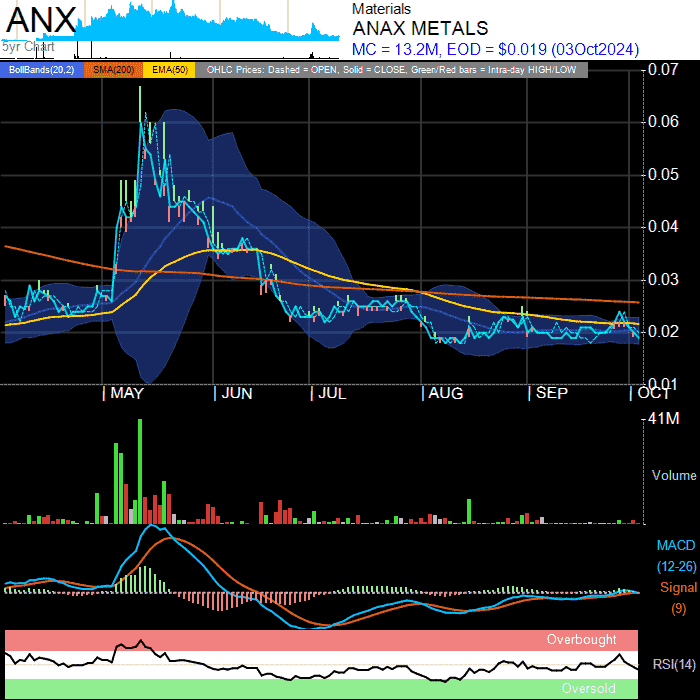 ANX
5yr Chart
Materials
ANAX METALS
MC = 13.2M, EOD = $0.019 (03Oct2024)
BollBands(20,2) SMA(200) EMA(50) OHLC Prices: Dashed = OPEN, Solid = CLOSE, Green/Red bars = Intra-day HIGH/LOW
0.07
0.06
0.05
0.04
0.03
0.02
0.01
| MAY | JUN | JUL | AUG | SEP | OCT
41M
Volume
MACD
(12-26)
Signal
(9)
Overbought
RSI(14)
Oversold